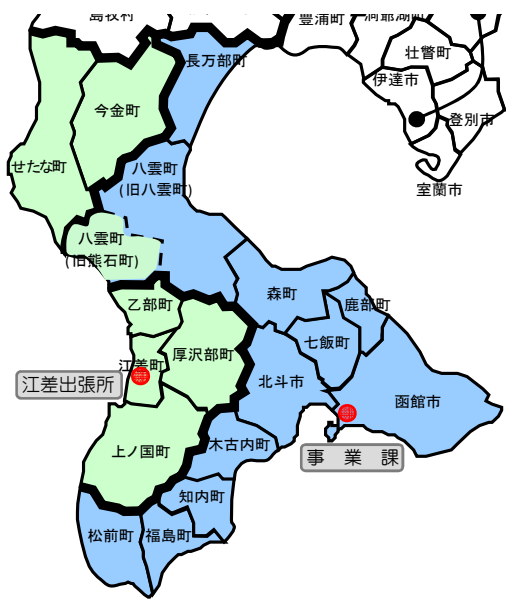 島牧村
豊浦町
洞爺湖町
長万部町
壮瞥町
伊達市
今金町
登別市
せたな町
八雲町
(旧八雲町)
室蘭市
八雲町
(旧熊石町)
森町
乙部町
鹿部町
七飯町
厚沢部町
江差町
江差出張所
北斗市
函館市
木古内町
上ノ国町
事 業 課
知内町
松前町
福島町